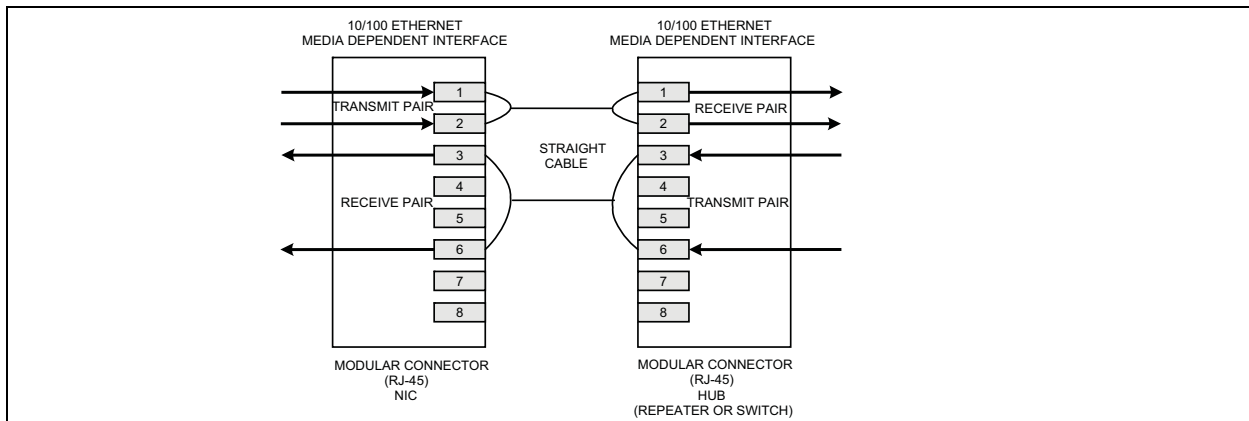 10/100 ETHERNET
MEDIA DEPENDENT INTERFACE
10/100 ETHERNET
MEDIA DEPENDENT INTERFACE
1
TRANSMIT PAIR
2
3
4
RECEIVE PAIR
5
6
7
8
STRAIGHT
CABLE
1
RECEIVE PAIR
2
3
4
TRANSMIT PAIR
5
6
7
8
MODULAR CONNECTOR
(RJ-45)
NIC
MODULAR CONNECTOR
(RJ-45)
HUB
(REPEATER OR SWITCH)